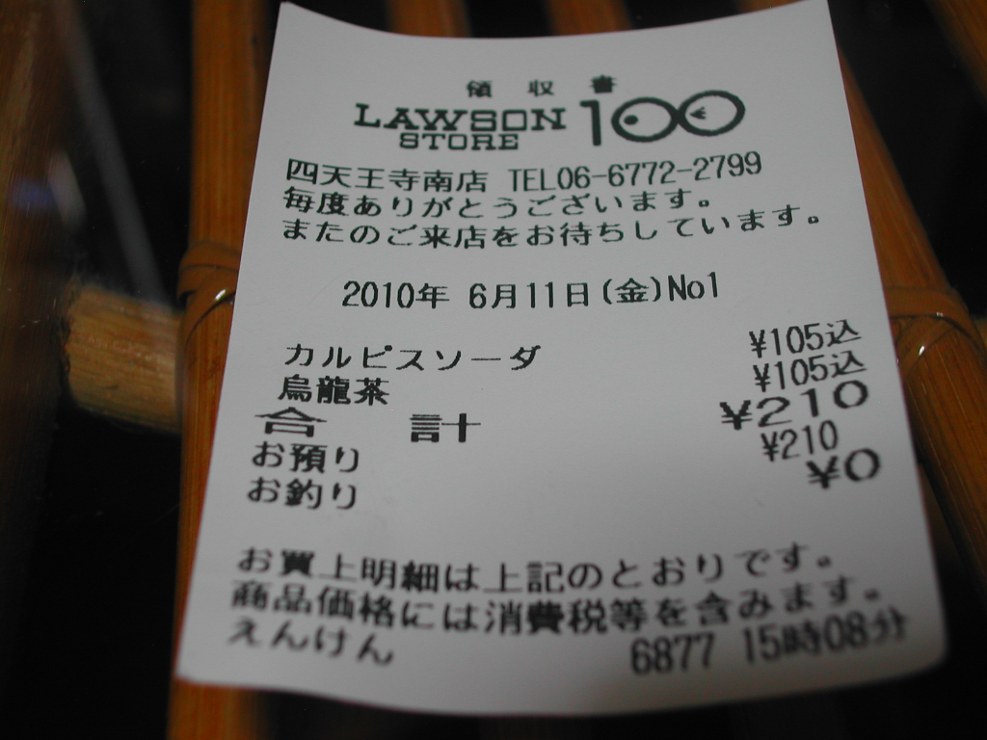 領収書
LAWSON STORE 100
四天王寺南店 TEL06-6772-2799
毎度ありがとうございます。
またのご来店をお待ちしています。
2010年 6月11日(金)No1
カルピスソーダ ¥105込
烏龍茶 ¥105込
合計 ¥210
お預り ¥210
お釣り ¥0
お買上明細は上記のとおりです。
商品価格には消費税等を含みます。
えんけん 6877 15時08分